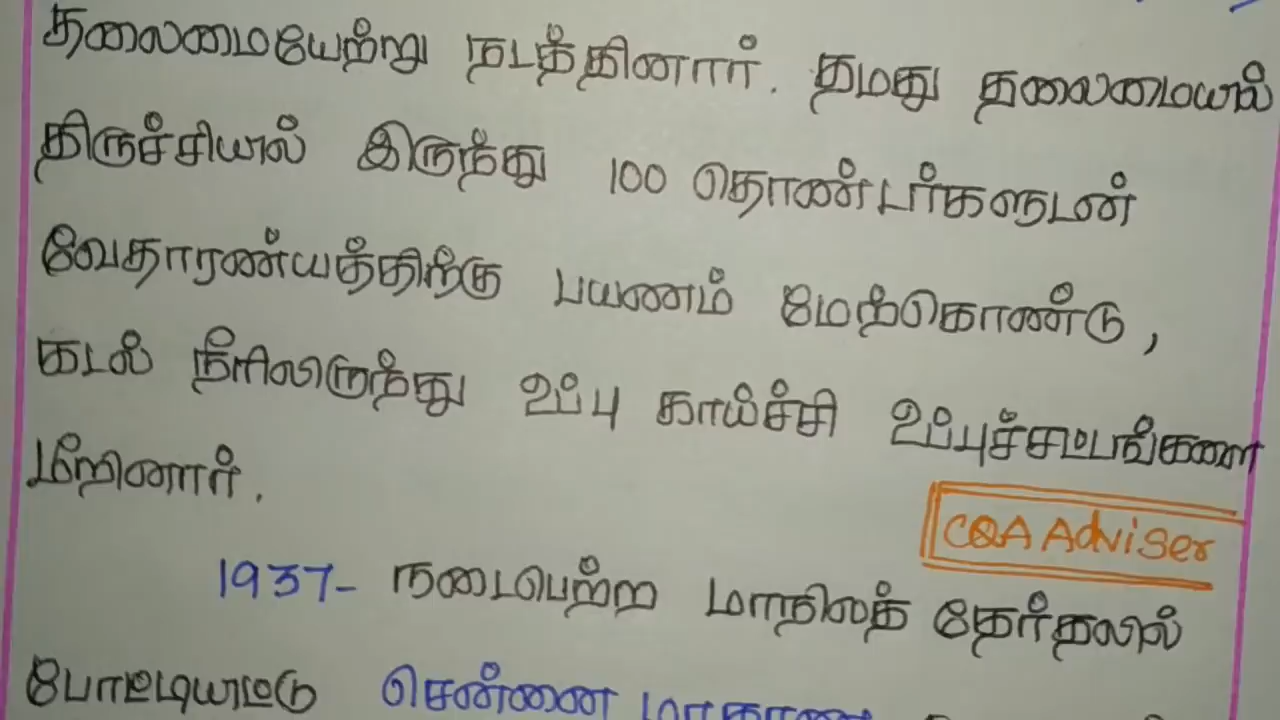 தலைமையேற்று நடத்தினார். தமது தலைமையில்
திருச்சியில் இருந்து 100 தொண்டர்களுடன்
வேதாரண்யத்திற்கு பயணம் மேற்கொண்டு,
கடல் நீரிலிருந்து உப்பு காய்ச்சி உப்புச்சட்டங்களை
மீறினார்.
CQA Adviser
1937- நடைபெற்ற மாநிலத் தேர்தலில்
போட்டியிட்டு சென்னை மாகாண